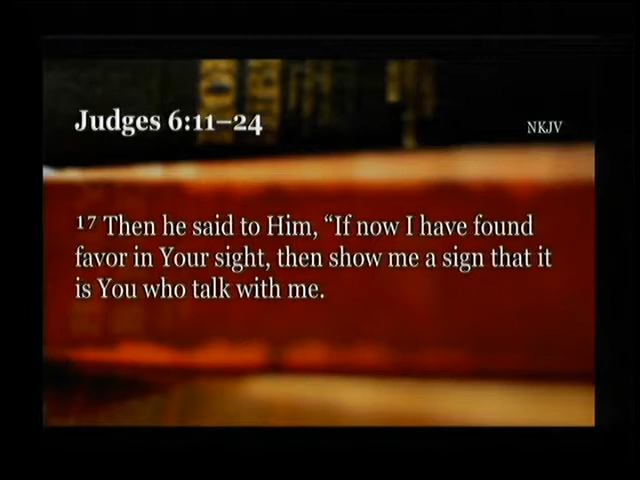 Judges 6:11–24
NKJV
17 Then he said to Him, “If now I have found
favor in Your sight, then show me a sign that it
is You who talk with me.